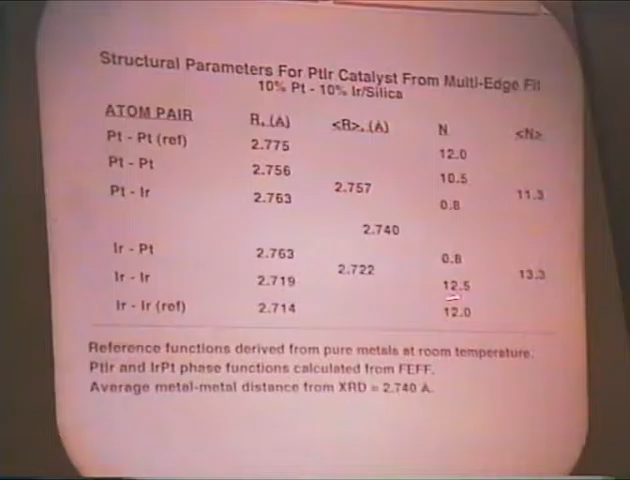 Structural Parameters For PtIr Catalyst From Multi-Edge Fit
10% Pt - 10% Ir/Silica
ATOM PAIR R, (A) <R>, (A) N <N>
Pt - Pt (ref) 2.775 12.0
Pt - Pt 2.756 10.5
2.757 11.3
Pt - Ir 2.763 0.8
2.740
Ir - Pt 2.763 0.8
2.722 13.3
Ir - Ir 2.719 12.5
Ir - Ir (ref) 2.714 12.0
Reference functions derived from pure metals at room temperature.
PtIr and IrPt phase functions calculated from FEFF.
Average metal-metal distance from XRD = 2.740 A.